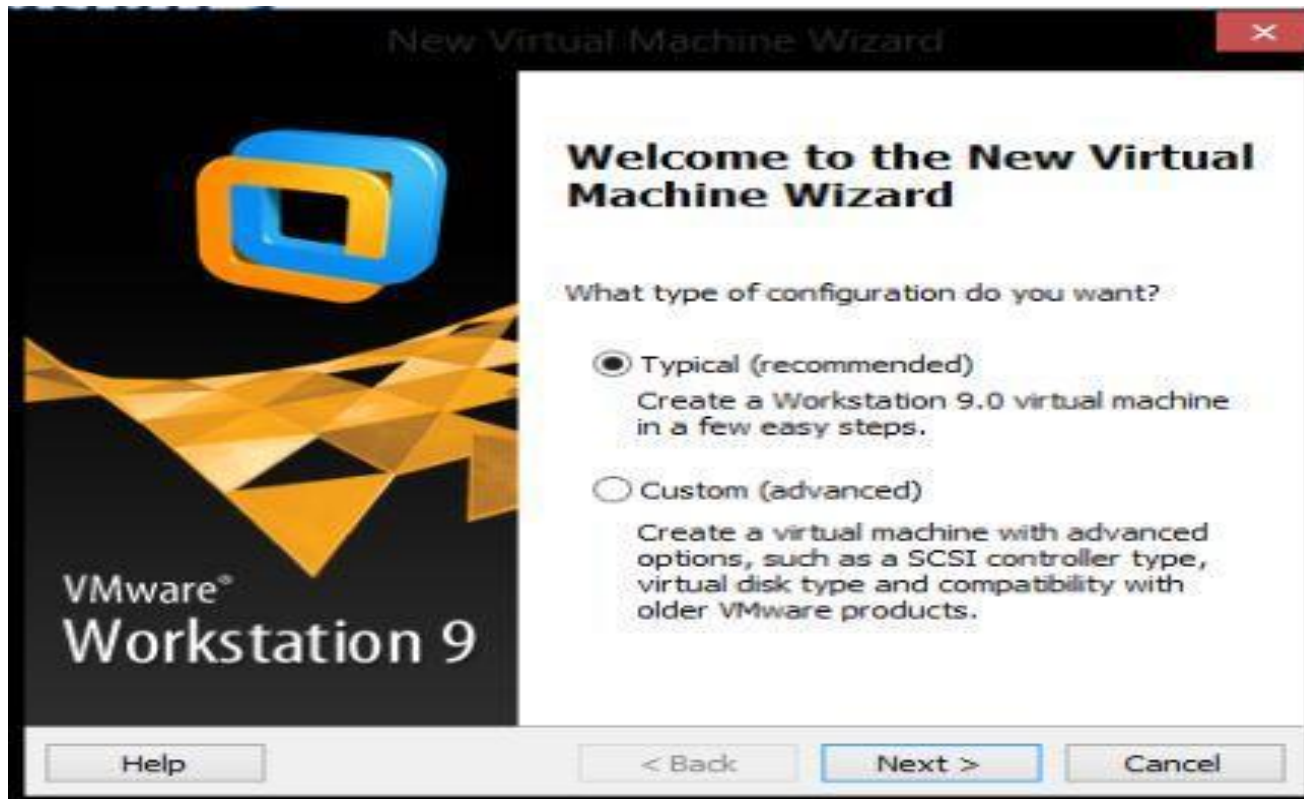 New Virtual Machine Wizard
Welcome to the New Virtual
Machine Wizard
What type of configuration do you want?
Typical (recommended)
Create a Workstation 9.0 virtual machine
in a few easy steps.
Custom (advanced)
Create a virtual machine with advanced
options, such as a SCSI controller type,
virtual disk type and compatibility with
older VMware products.
VMware®
Workstation 9
Help
< Back
Next >
Cancel